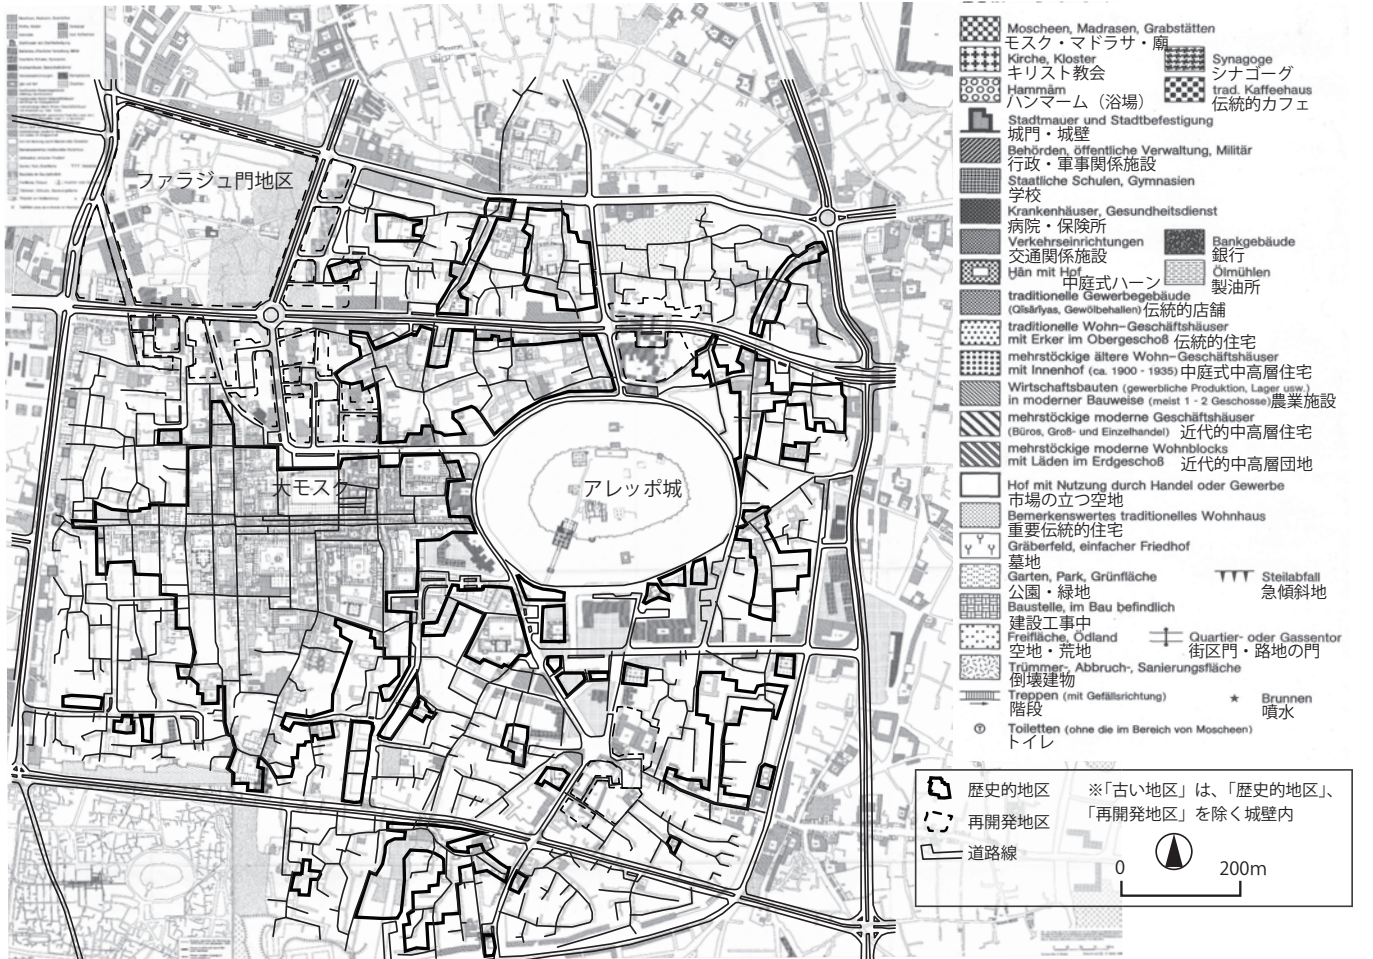 ファラジュ門地区
大モスク
アレッポ城
Moscheen, Madrasen, Grabstätten
モスク・マドラサ・廟
Kirche, Kloster
キリスト教会
Synagoge
シナゴーグ
Hammām
ハンマーム（浴場）
trad. Kaffeehaus
伝統的カフェ
Stadtmauer und Stadtbefestigung
城門・城壁
Behörden, öffentliche Verwaltung, Militär
行政・軍事関係施設
Staatliche Schulen, Gymnasien
学校
Krankenhäuser, Gesundheitsdienst
病院・保険所
Verkehrseinrichtungen
交通関係施設
Bankgebäude
銀行
Hān mit Hof
中庭式ハーン
Ölmühlen
製油所
traditionelle Gewerbegebäude
(Qīsārīyas, Gewölbehallen) 伝統的店舗
traditionelle Wohn-Geschäftshäuser
mit Erker im Obergeschoß 伝統的住宅
mehrstöckige ältere Wohn-Geschäftshäuser
mit Innenhof (ca. 1900 - 1935) 中庭式中高層住宅
Wirtschaftsbauten (gewerbliche Produktion, Lager usw.)
in moderner Bauweise (meist 1 - 2 Geschosse) 農業施設
mehrstöckige moderne Geschäftshäuser
(Büros, Groß- und Einzelhandel) 近代的中高層住宅
mehrstöckige moderne Wohnblocks
mit Läden im Erdgeschoß 近代的中高層団地
Hof mit Nutzung durch Handel oder Gewerbe
市場の立つ空地
Bemerkenswertes traditionelles Wohnhaus
重要伝統的住宅
Gräberfeld, einfacher Friedhof
墓地
Garten, Park, Grünfläche
公園・緑地
Steilabfall
急傾斜地
Baustelle, im Bau befindlich
建設工事中
Freifläche, Ödland
空地・荒地
Quartier- oder Gassentor
街区門・路地の門
Trümmer-, Abbruch-, Sanierungsfläche
倒壊建物
Treppen (mit Gefällsrichtung)
階段
Brunnen
噴水
T Toiletten (ohne die im Bereich von Moscheen)
トイレ
歴史的地区
再開発地区
道路線
※「古い地区」は、「歴史的地区」、
「再開発地区」を除く城壁内
0 200m